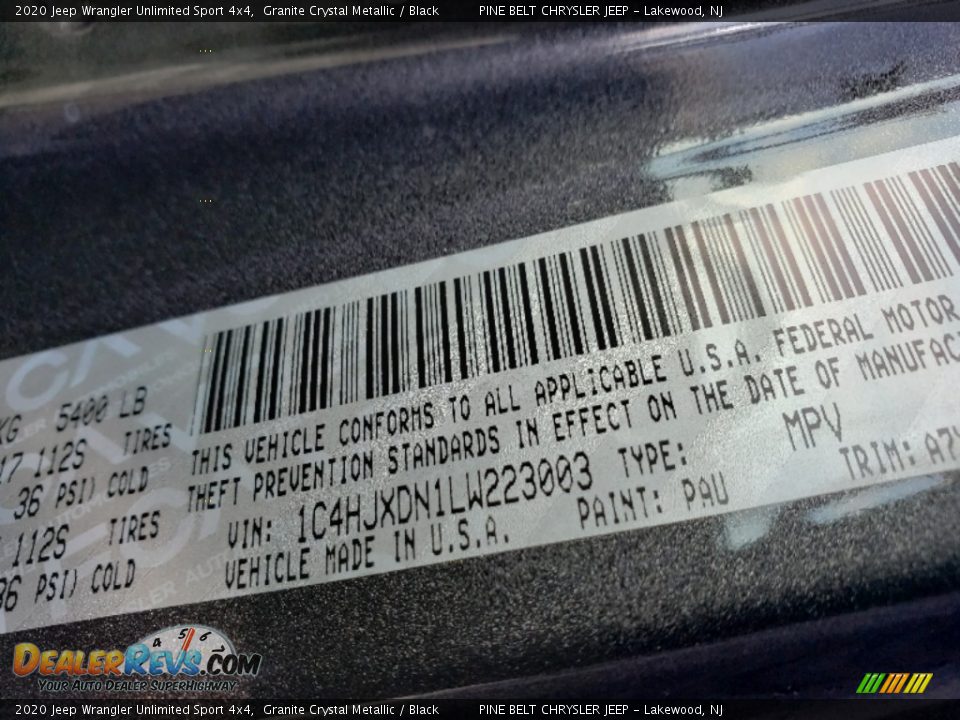 2020 Jeep Wrangler Unlimited Sport 4x4, Granite Crystal Metallic / Black PINE BELT CHRYSLER JEEP - Lakewood, NJ
KG 5400 LB
112S TIRES
36 PSI) COLD
112S TIRES
PSI) COLD
THIS VEHICLE CONFORMS TO ALL APPLICABLE U.S.A. FEDERAL MOTOR
THEFT PREVENTION STANDARDS IN EFFECT ON THE DATE OF MANUFAC
VIN: 1C4HJXDN1LW223003 TYPE: MPV
VEHICLE MADE IN U.S.A. PAINT: PAU TRIM: A7
4 5 6
DEALERREVS.COM
YOUR AUTO DEALER SUPERHIGHWAY
2020 Jeep Wrangler Unlimited Sport 4x4, Granite Crystal Metallic / Black PINE BELT CHRYSLER JEEP - Lakewood, NJ